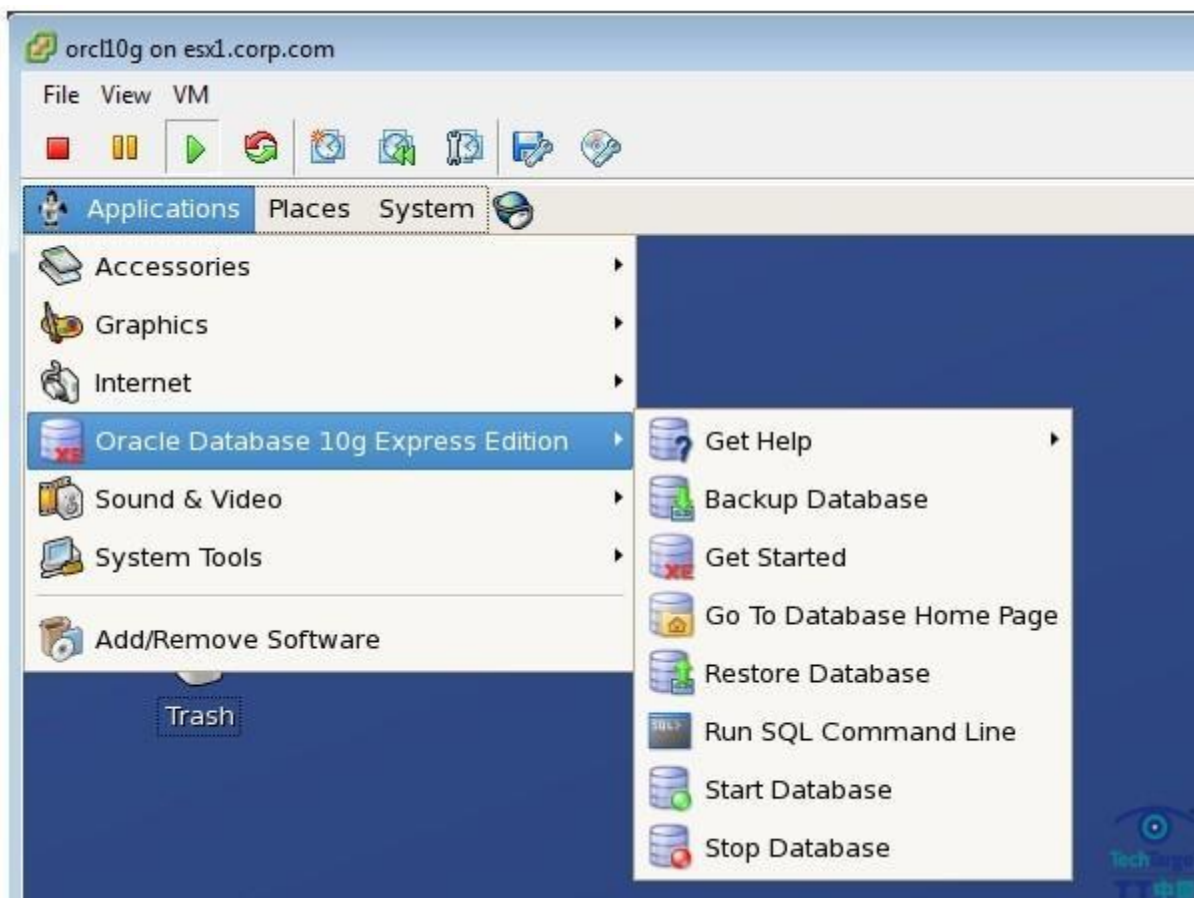 orcl10g on esx1.corp.com
File View VM
Applications Places System
Accessories
Graphics
Internet
Oracle Database 10g Express Edition
Sound & Video
System Tools
Add/Remove Software
Get Help
Backup Database
Get Started
Go To Database Home Page
Restore Database
Run SQL Command Line
Start Database
Stop Database
Trash
TechTarget